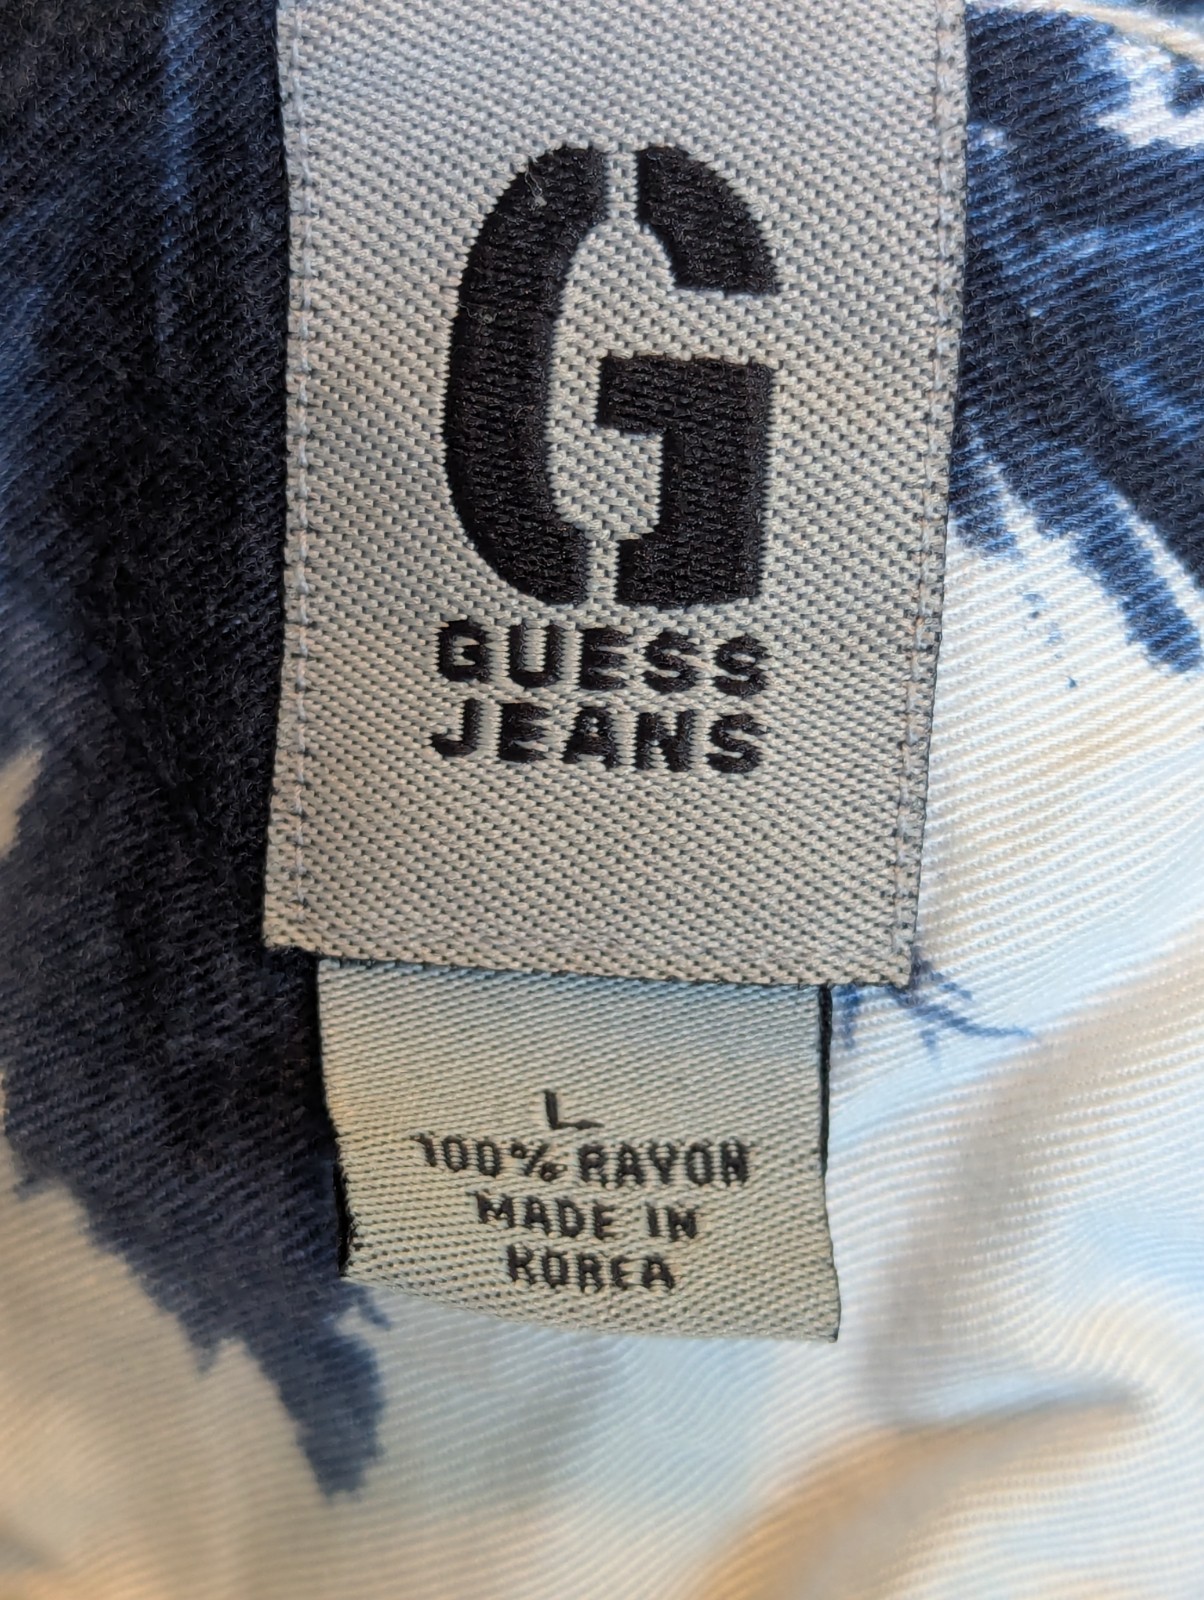 G
GUESS
JEANS
L
100% RAYON
MADE IN
KOREA